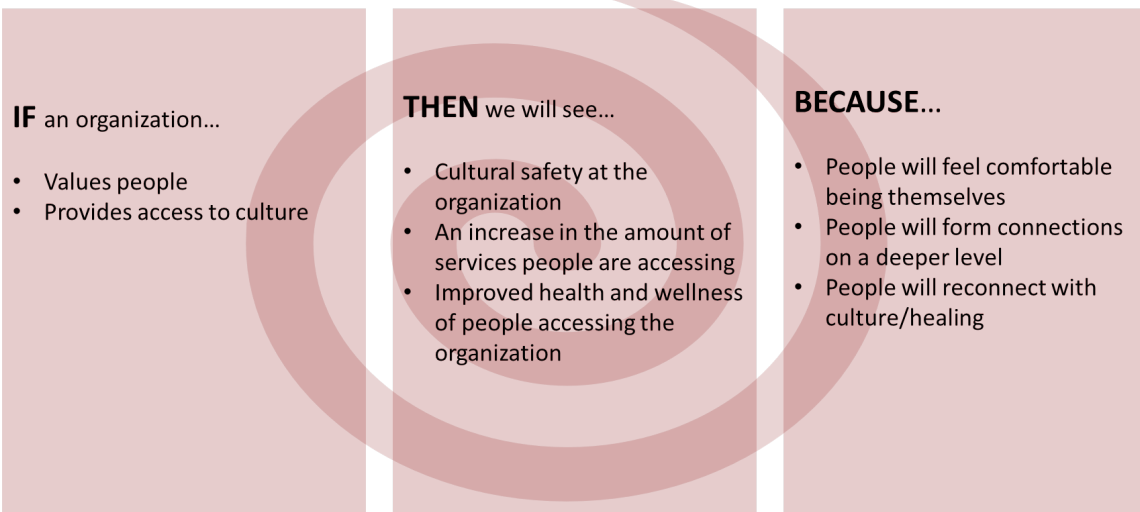 IF an organization…
• Values people
• Provides access to culture
THEN we will see…
• Cultural safety at the
organization
• An increase in the amount of
services people are accessing
• Improved health and wellness
of people accessing the
organization
BECAUSE…
• People will feel comfortable
being themselves
• People will form connections
on a deeper level
• People will reconnect with
culture/healing